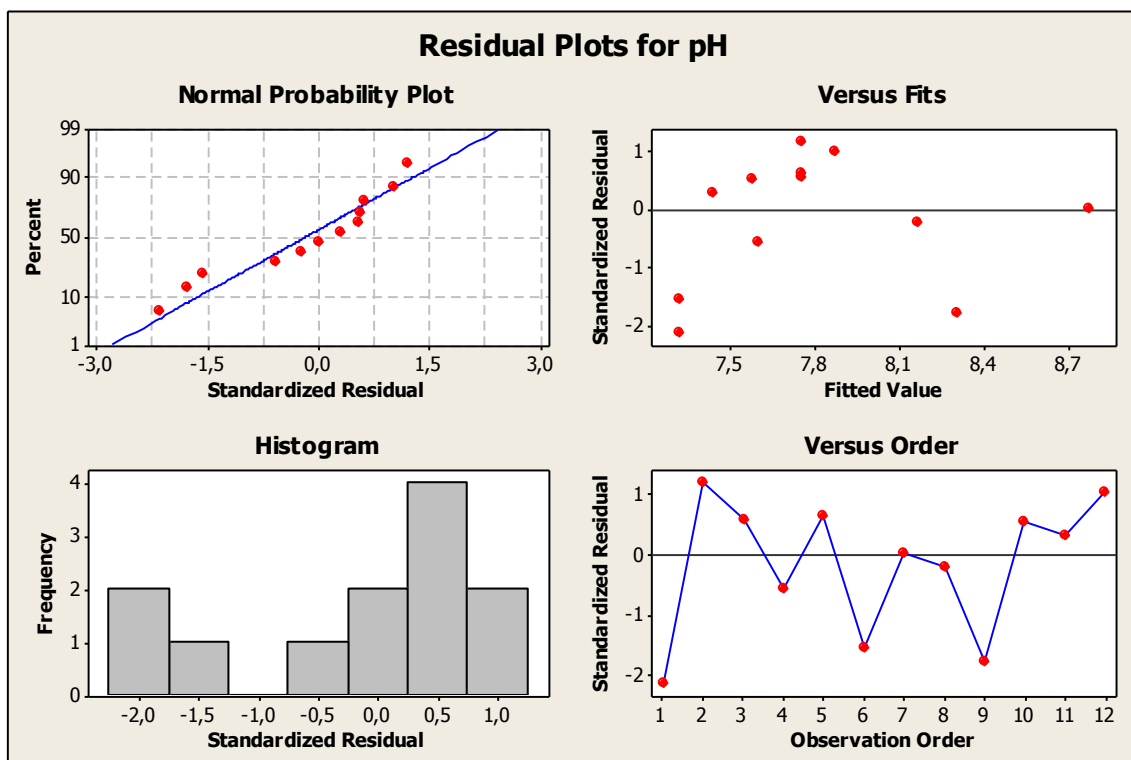 Residual Plots for pH
Normal Probability Plot
99
90
50
10
1
Percent
-3,0 -1,5 0,0 1,5 3,0
Standardized Residual
Versus Fits
1
0
-1
-2
Standardized Residual
7,5 7,8 8,1 8,4 8,7
Fitted Value
Histogram
4
3
2
1
0
Frequency
-2,0 -1,5 -1,0 -0,5 0,0 0,5 1,0
Standardized Residual
Versus Order
1
0
-1
-2
Standardized Residual
1 2 3 4 5 6 7 8 9 10 11 12
Observation Order